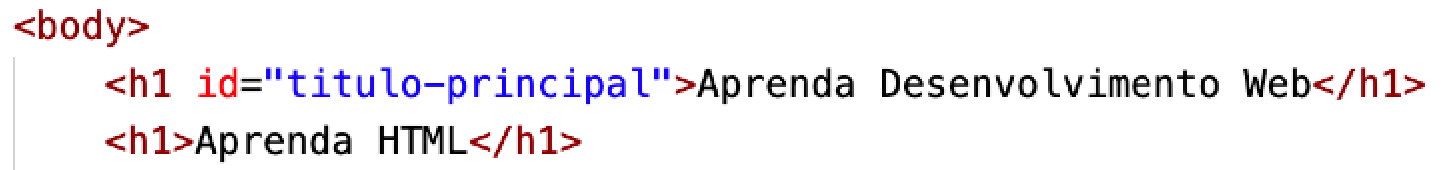 <body>
<h1 id="titulo-principal">Aprenda Desenvolvimento Web</h1>
<h1>Aprenda HTML</h1>